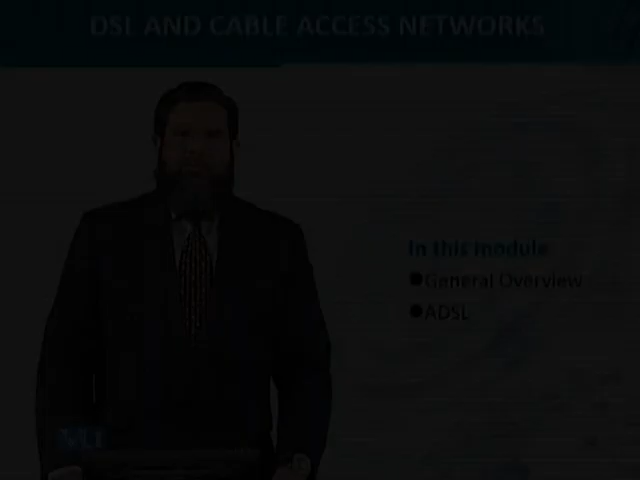 DSL AND CABLE ACCESS NETWORKS
In this module
●General Overview
●ADSL